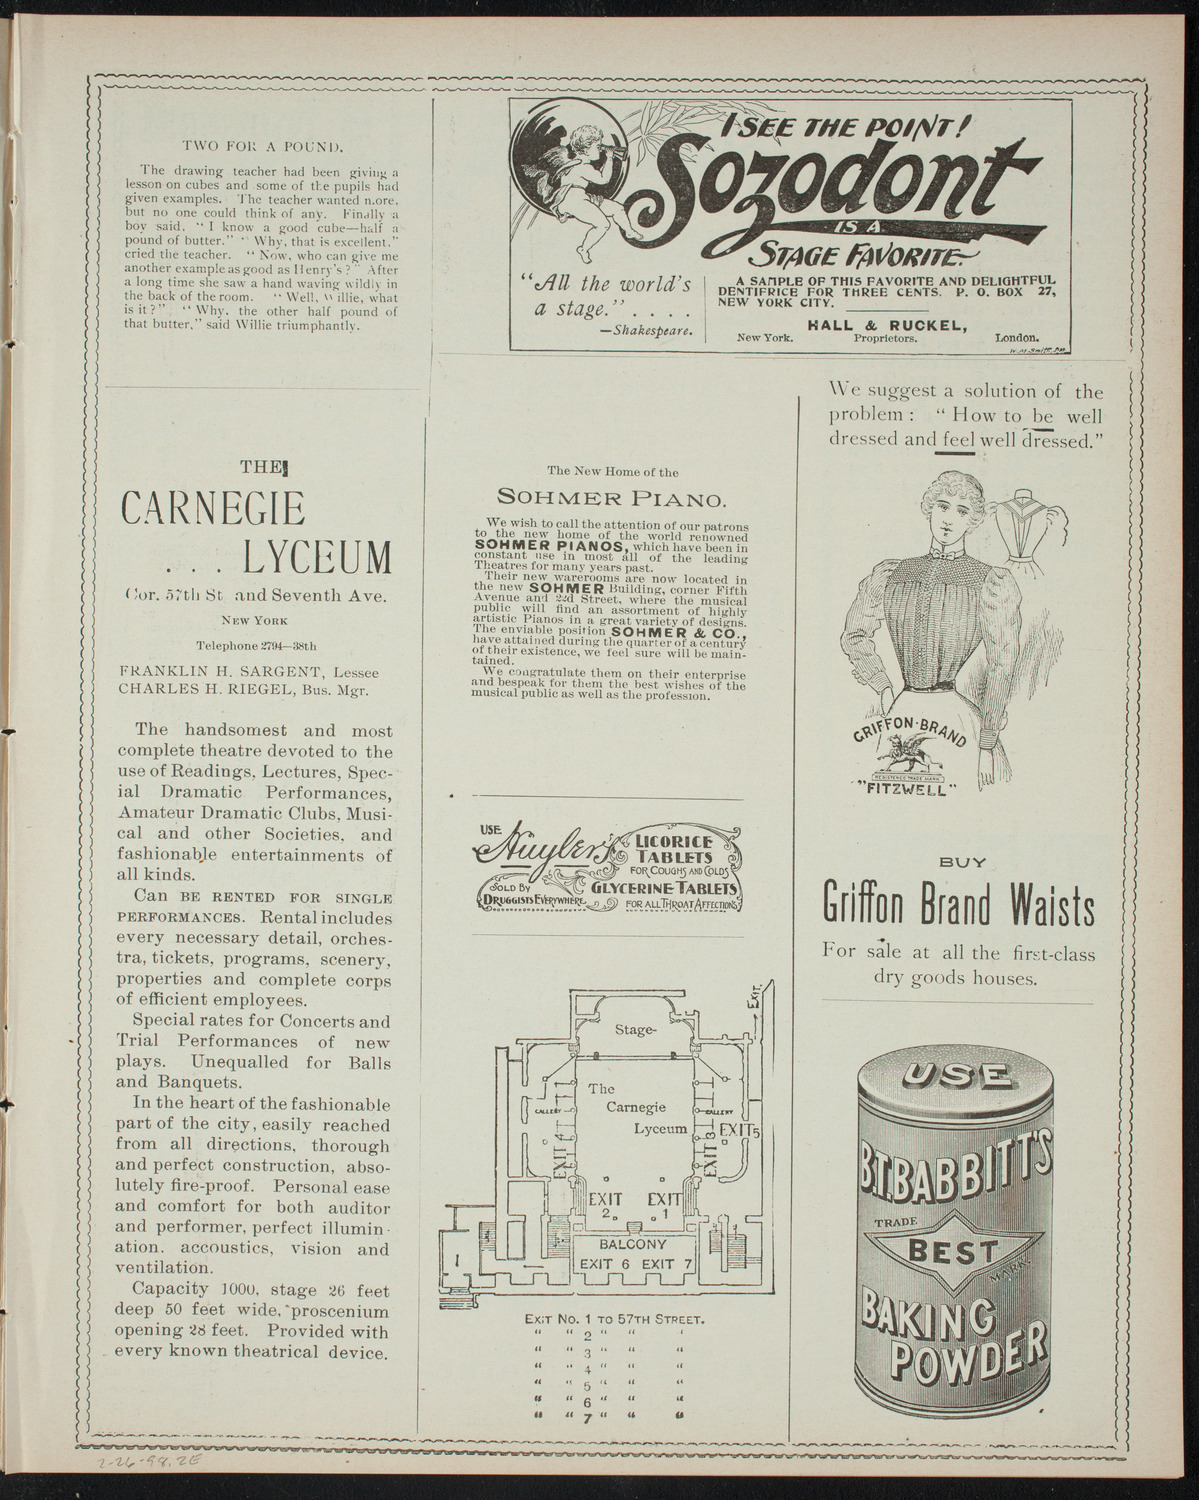 TWO FOR A POUND.
The drawing teacher had been giving a
lesson on cubes and some of the pupils had
given examples. The teacher wanted more,
but no one could think of any. Finally a
boy said, "I know a good cube—half a
pound of butter." "Why, that is excellent,"
cried the teacher. "Now, who can give me
another example as good as Henry's?" After
a long time she saw a hand waving wildly in
the back of the room. "Well, Willie, what
is it?" "Why, the other half pound of
that butter," said Willie triumphantly.
THE
CARNEGIE
. . . LYCEUM
Cor. 57th St. and Seventh Ave.
NEW YORK
Telephone 2794—38th
FRANKLIN H. SARGENT, Lessee
CHARLES H. RIEGEL, Bus. Mgr.
The handsomest and most
complete theatre devoted to the
use of Readings, Lectures, Spec-
ial Dramatic Performances,
Amateur Dramatic Clubs, Musi-
cal and other Societies, and
fashionable entertainments of
all kinds.
Can BE RENTED FOR SINGLE
PERFORMANCES. Rental includes
every necessary detail, orches-
tra, tickets, programs, scenery,
properties and complete corps
of efficient employees.
Special rates for Concerts and
Trial Performances of new
plays. Unequalled for Balls
and Banquets.
In the heart of the fashionable
part of the city, easily reached
from all directions, thorough
and perfect construction, abso-
lutely fire-proof. Personal ease
and comfort for both auditor
and performer, perfect illumin-
ation. accoustics, vision and
ventilation.
Capacity 1000, stage 26 feet
deep 50 feet wide, proscenium
opening 28 feet. Provided with
every known theatrical device.
I SEE THE POINT!
Sozodont
IS A
STAGE FAVORITE.
"All the world's
a stage." . . . .
—Shakespeare.
A SAMPLE OF THIS FAVORITE AND DELIGHTFUL
DENTIFRICE FOR THREE CENTS. P. O. BOX 27,
NEW YORK CITY.
HALL & RUCKEL,
New York. Proprietors. London.
The New Home of the
SOHMER PIANO.
We wish to call the attention of our patrons
to the new home of the world renowned
SOHMER PIANOS, which have been in
constant use in most all of the leading
Theatres for many years past.
Their new warerooms are now located in
the new SOHMER Building, corner Fifth
Avenue and 22d Street, where the musical
public will find an assortment of highly
artistic Pianos in a great variety of designs.
The enviable position SOHMER & CO.,
have attained during the quarter of a century
of their existence, we feel sure will be main-
tained.
We congratulate them on their enterprise
and bespeak for them the best wishes of the
musical public as well as the profession.
USE Huyler's
LICORICE
TABLETS
FOR COUGHS AND COLDS
GLYCERINE TABLETS
FOR ALL THROAT AFFECTIONS
SOLD BY
DRUGGISTS EVERYWHERE
EXIT.
Stage-
The
Carnegie
Lyceum
GALLERY
GALLERY
EXIT 4
EXIT 3
EXIT 5
EXIT 2
EXIT 1
BALCONY
EXIT 6 EXIT 7
EXIT NO. 1 TO 57TH STREET.
" " 2 " " "
" " 3 " " "
" " 4 " " "
" " 5 " " "
" " 6 " " "
" " 7 " " "
We suggest a solution of the
problem: "How to be well
dressed and feel well dressed."
GRIFFON-BRAND
REGISTERED TRADE MARK
"FITZWELL"
BUY
Griffon Brand Waists
For sale at all the first-class
dry goods houses.
USE
B.T. BABBITT'S
TRADE
BEST
MARK
BAKING
POWDER
2-26-98, 2E